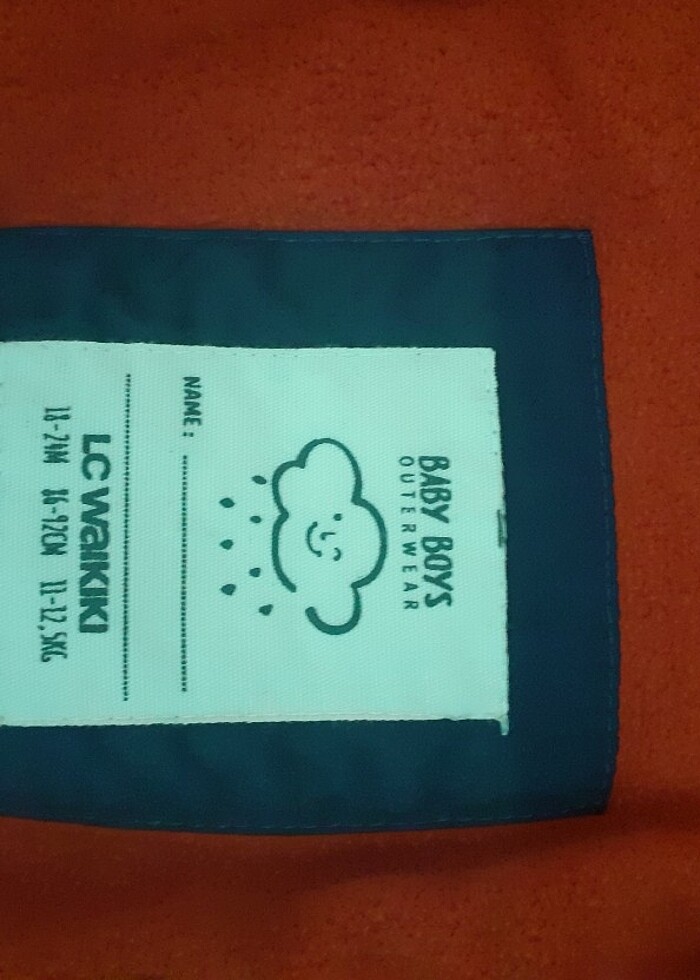 BABY BOYS
OUTERWEAR
NAME :
LC WAIKIKI
18-24M 86-92CM 11-12,5KG